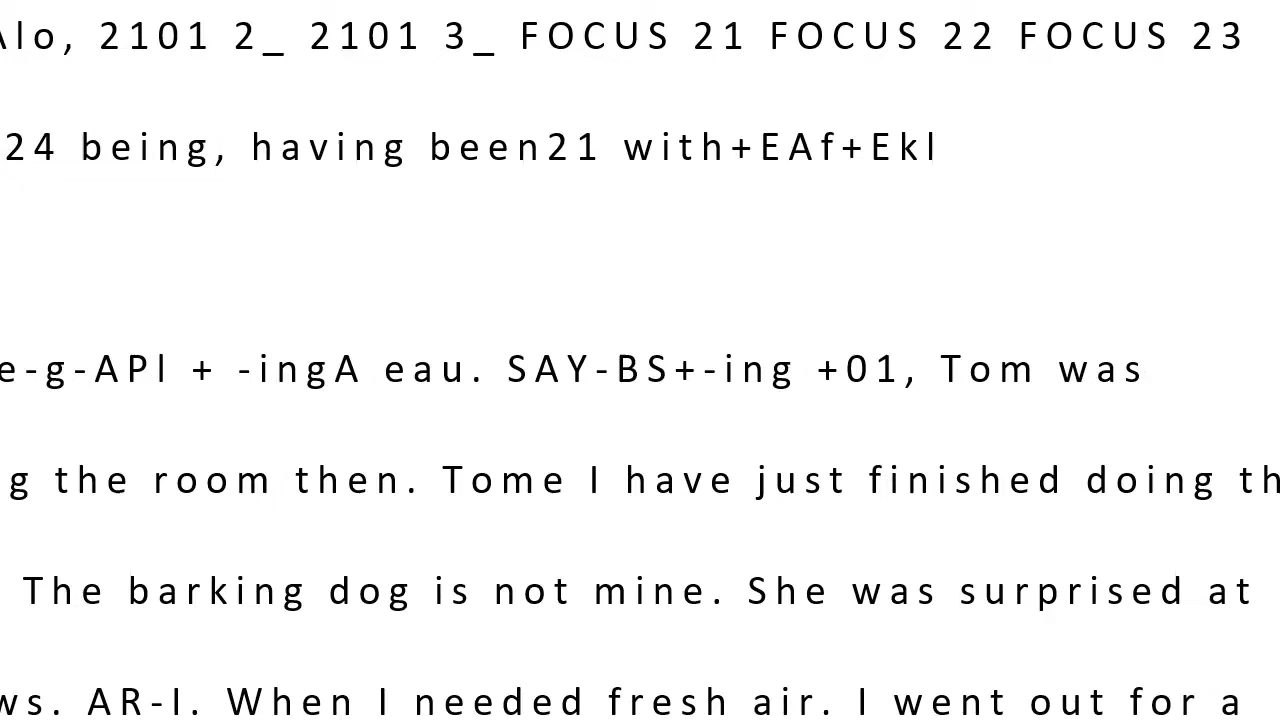 Alo, 2101 2_ 2101 3_ FOCUS 21 FOCUS 22 FOCUS 23
24 being, having been21 with+EAf+Ekl
e-g-APl + -ingA eau. SAY-BS+-ing +01, Tom was
g the room then. Tome I have just finished doing th
The barking dog is not mine. She was surprised at
ws. AR-I. When I needed fresh air. I went out for a